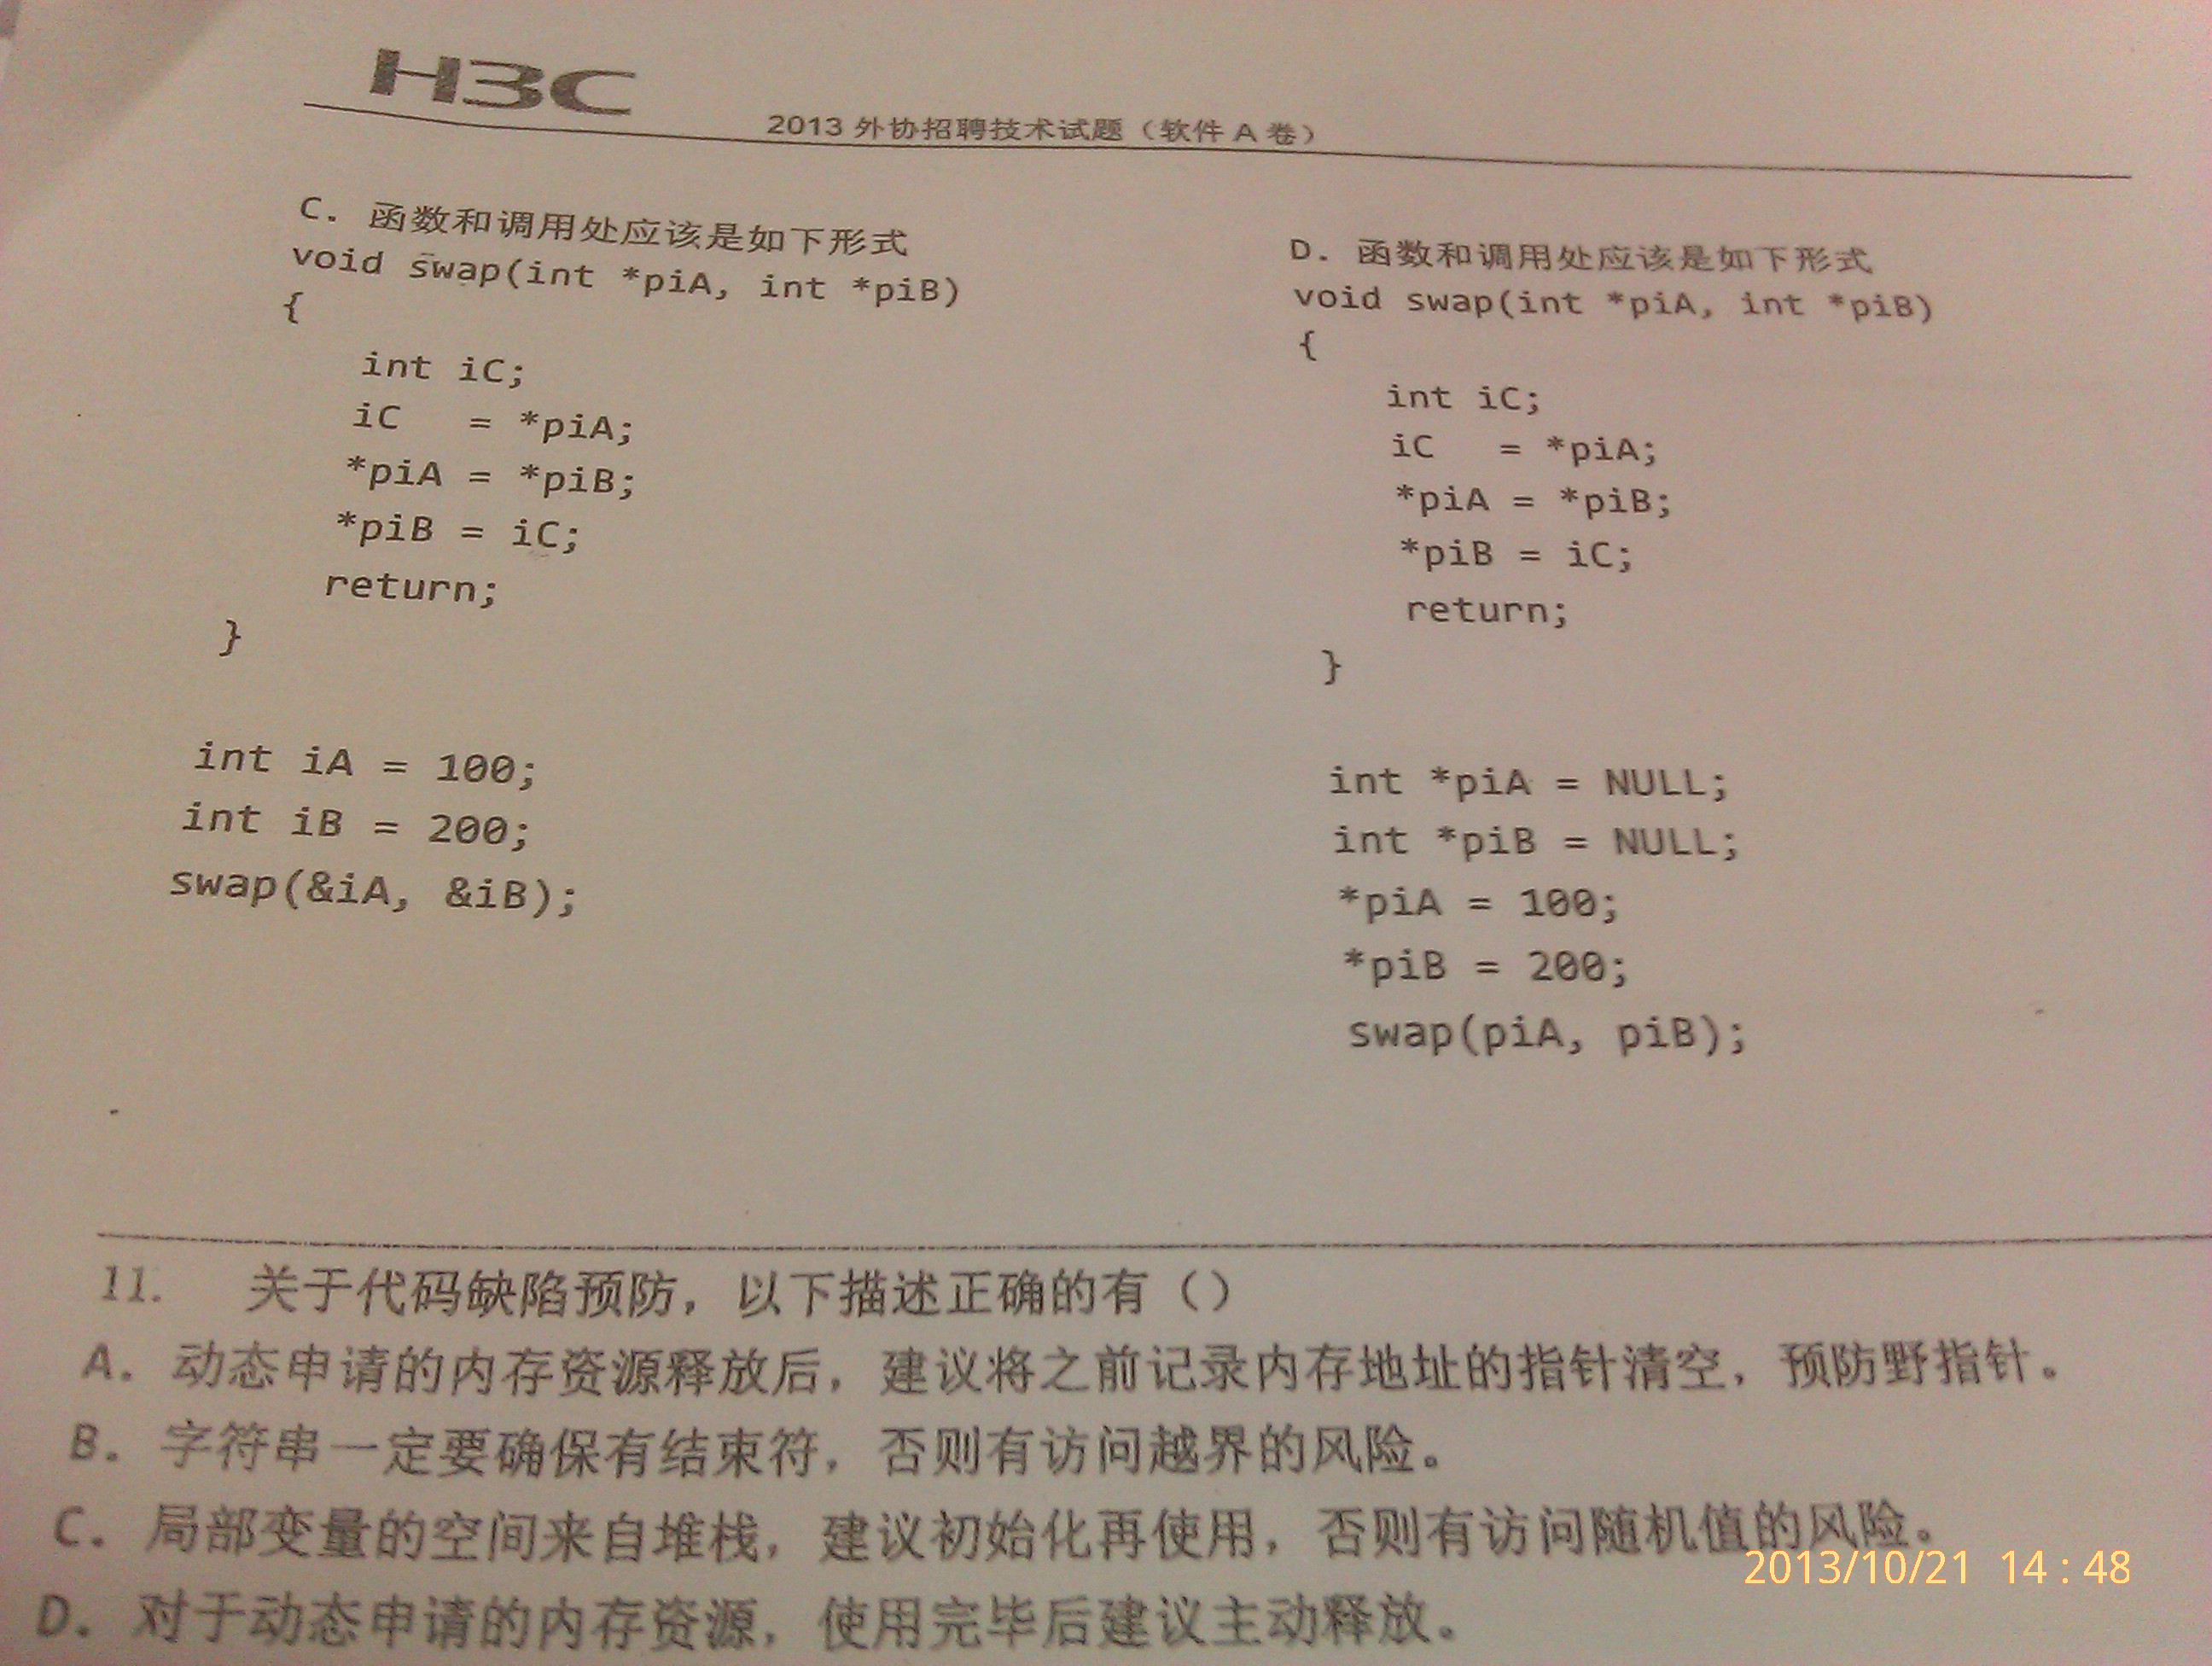 H3C
2013 外协招聘技术试题（软件 A 卷）
C. 函数和调用处应该是如下形式
void swap(int *piA, int *piB)
{
int iC;
iC = *piA;
*piA = *piB;
*piB = iC;
return;
}
int iA = 100;
int iB = 200;
swap(&iA, &iB);
D. 函数和调用处应该是如下形式
void swap(int *piA, int *piB)
{
int iC;
iC = *piA;
*piA = *piB;
*piB = iC;
return;
}
int *piA = NULL;
int *piB = NULL;
*piA = 100;
*piB = 200;
swap(piA, piB);
11. 关于代码缺陷预防，以下描述正确的有（）
A. 动态申请的内存资源释放后，建议将之前记录内存地址的指针清空，预防野指针。
B. 字符串一定要确保有结束符，否则有访问越界的风险。
C. 局部变量的空间来自堆栈，建议初始化再使用，否则有访问随机值的风险。
D. 对于动态申请的内存资源，使用完毕后建议主动释放。
2013/10/21 14:48